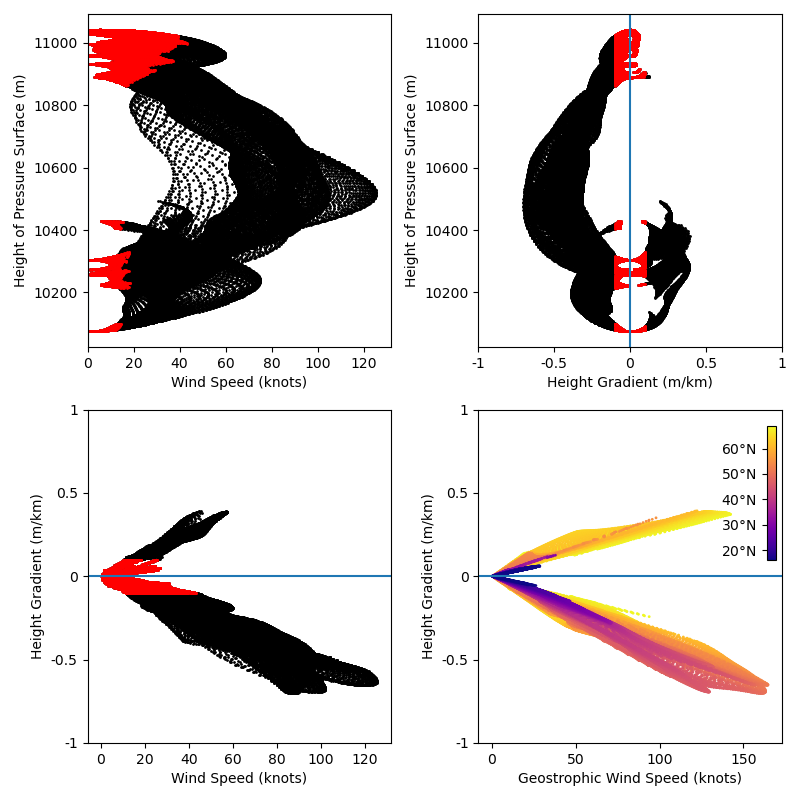 11000
10800
10600
10400
10200
Height of Pressure Surface (m)
0 20 40 60 80 100 120
Wind Speed (knots)
11000
10800
10600
10400
10200
Height of Pressure Surface (m)
-1 -0.5 0 0.5 1
Height Gradient (m/km)
1
0.5
0
-0.5
-1
Height Gradient (m/km)
0 20 40 60 80 100 120
Wind Speed (knots)
1
0.5
0
-0.5
-1
Height Gradient (m/km)
60°N
50°N
40°N
30°N
20°N
0 50 100 150
Geostrophic Wind Speed (knots)